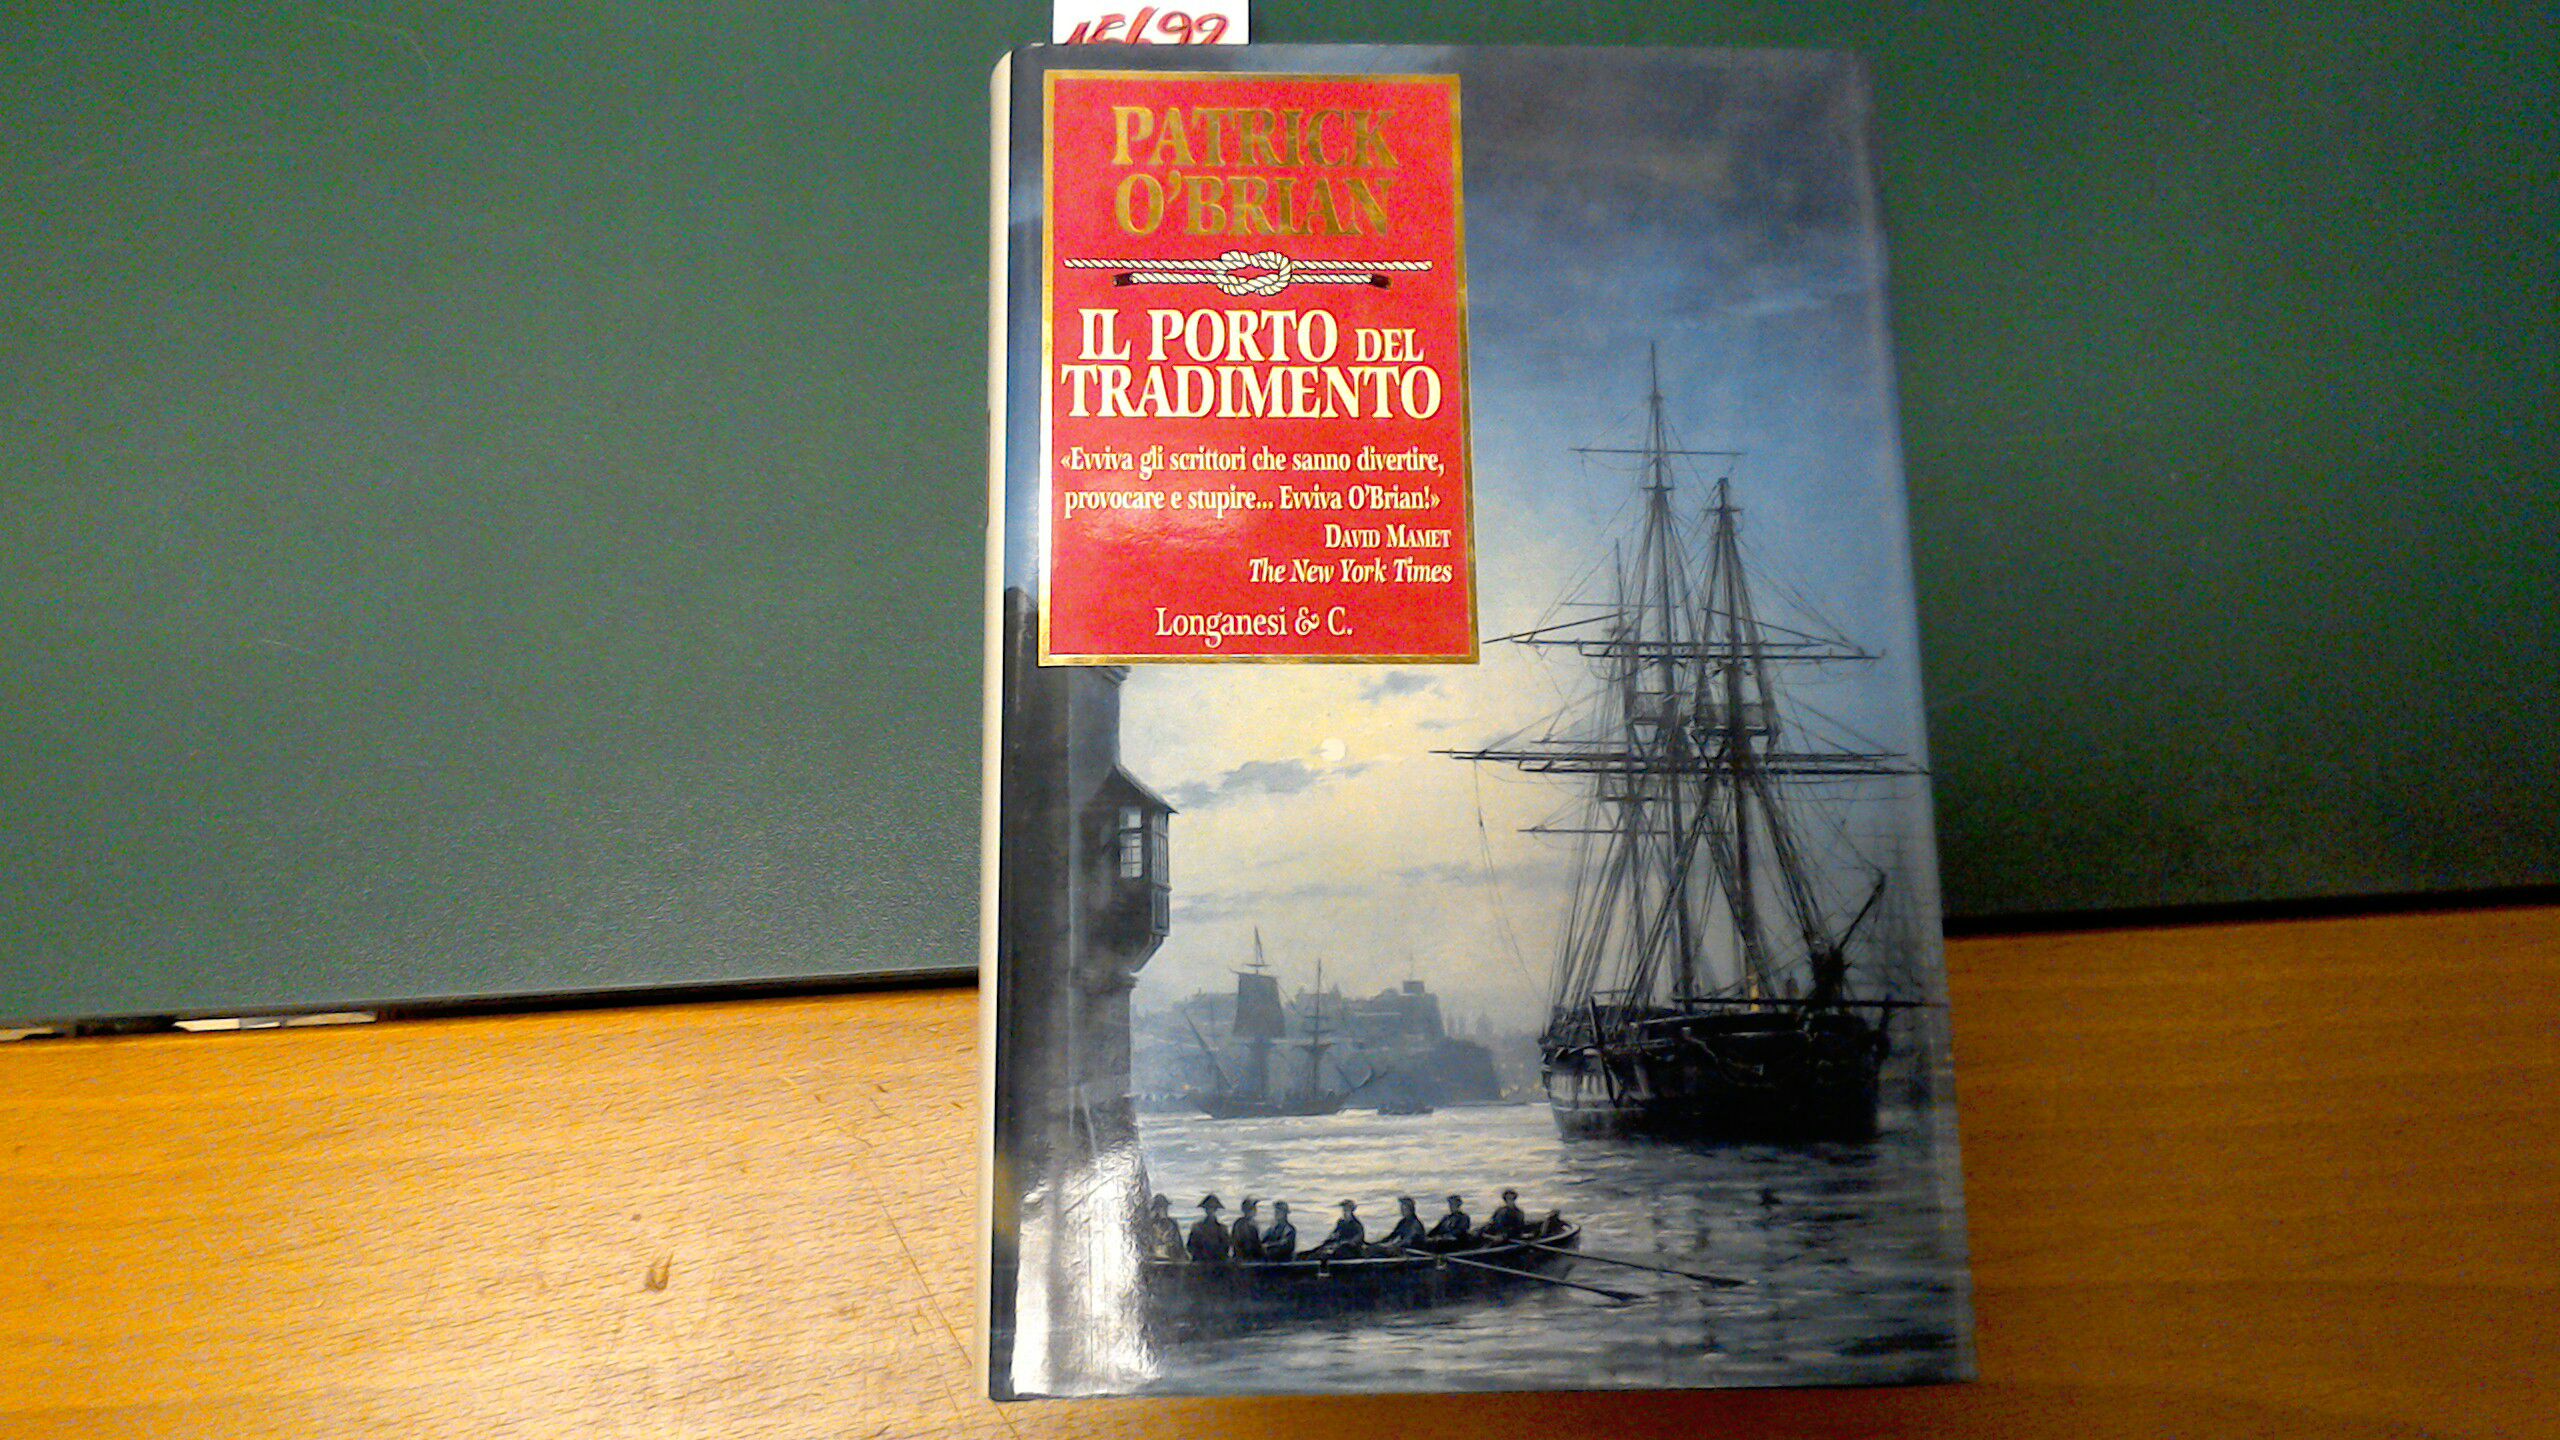 PATRICK
O'BRIAN
IL PORTO DEL
TRADIMENTO
«Evviva gli scrittori che sanno divertire,
provocare e stupire... Evviva O'Brian!»
DAVID MAMET
The New York Times
Longanesi & C.